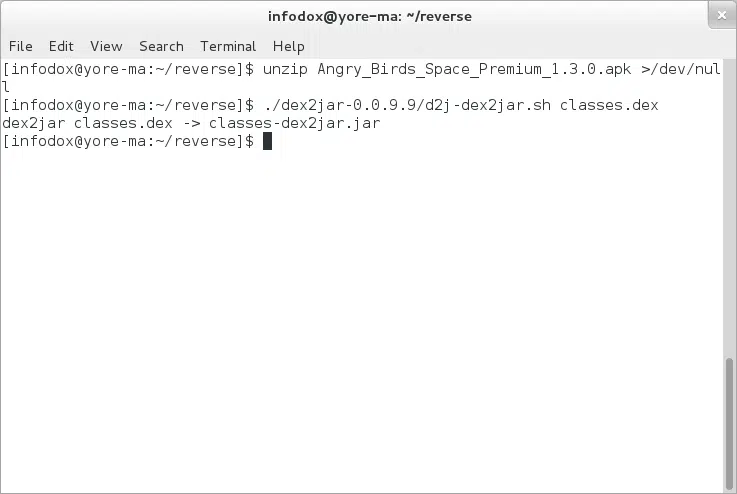 infodox@yore-ma: ~/reverse
×
File Edit View Search Terminal Help
[infodox@yore-ma:~/reverse]$ unzip Angry_Birds_Space_Premium_1.3.0.apk >/dev/nul
l
[infodox@yore-ma:~/reverse]$ ./dex2jar-0.0.9.9/d2j-dex2jar.sh classes.dex
dex2jar classes.dex -> classes-dex2jar.jar
[infodox@yore-ma:~/reverse]$